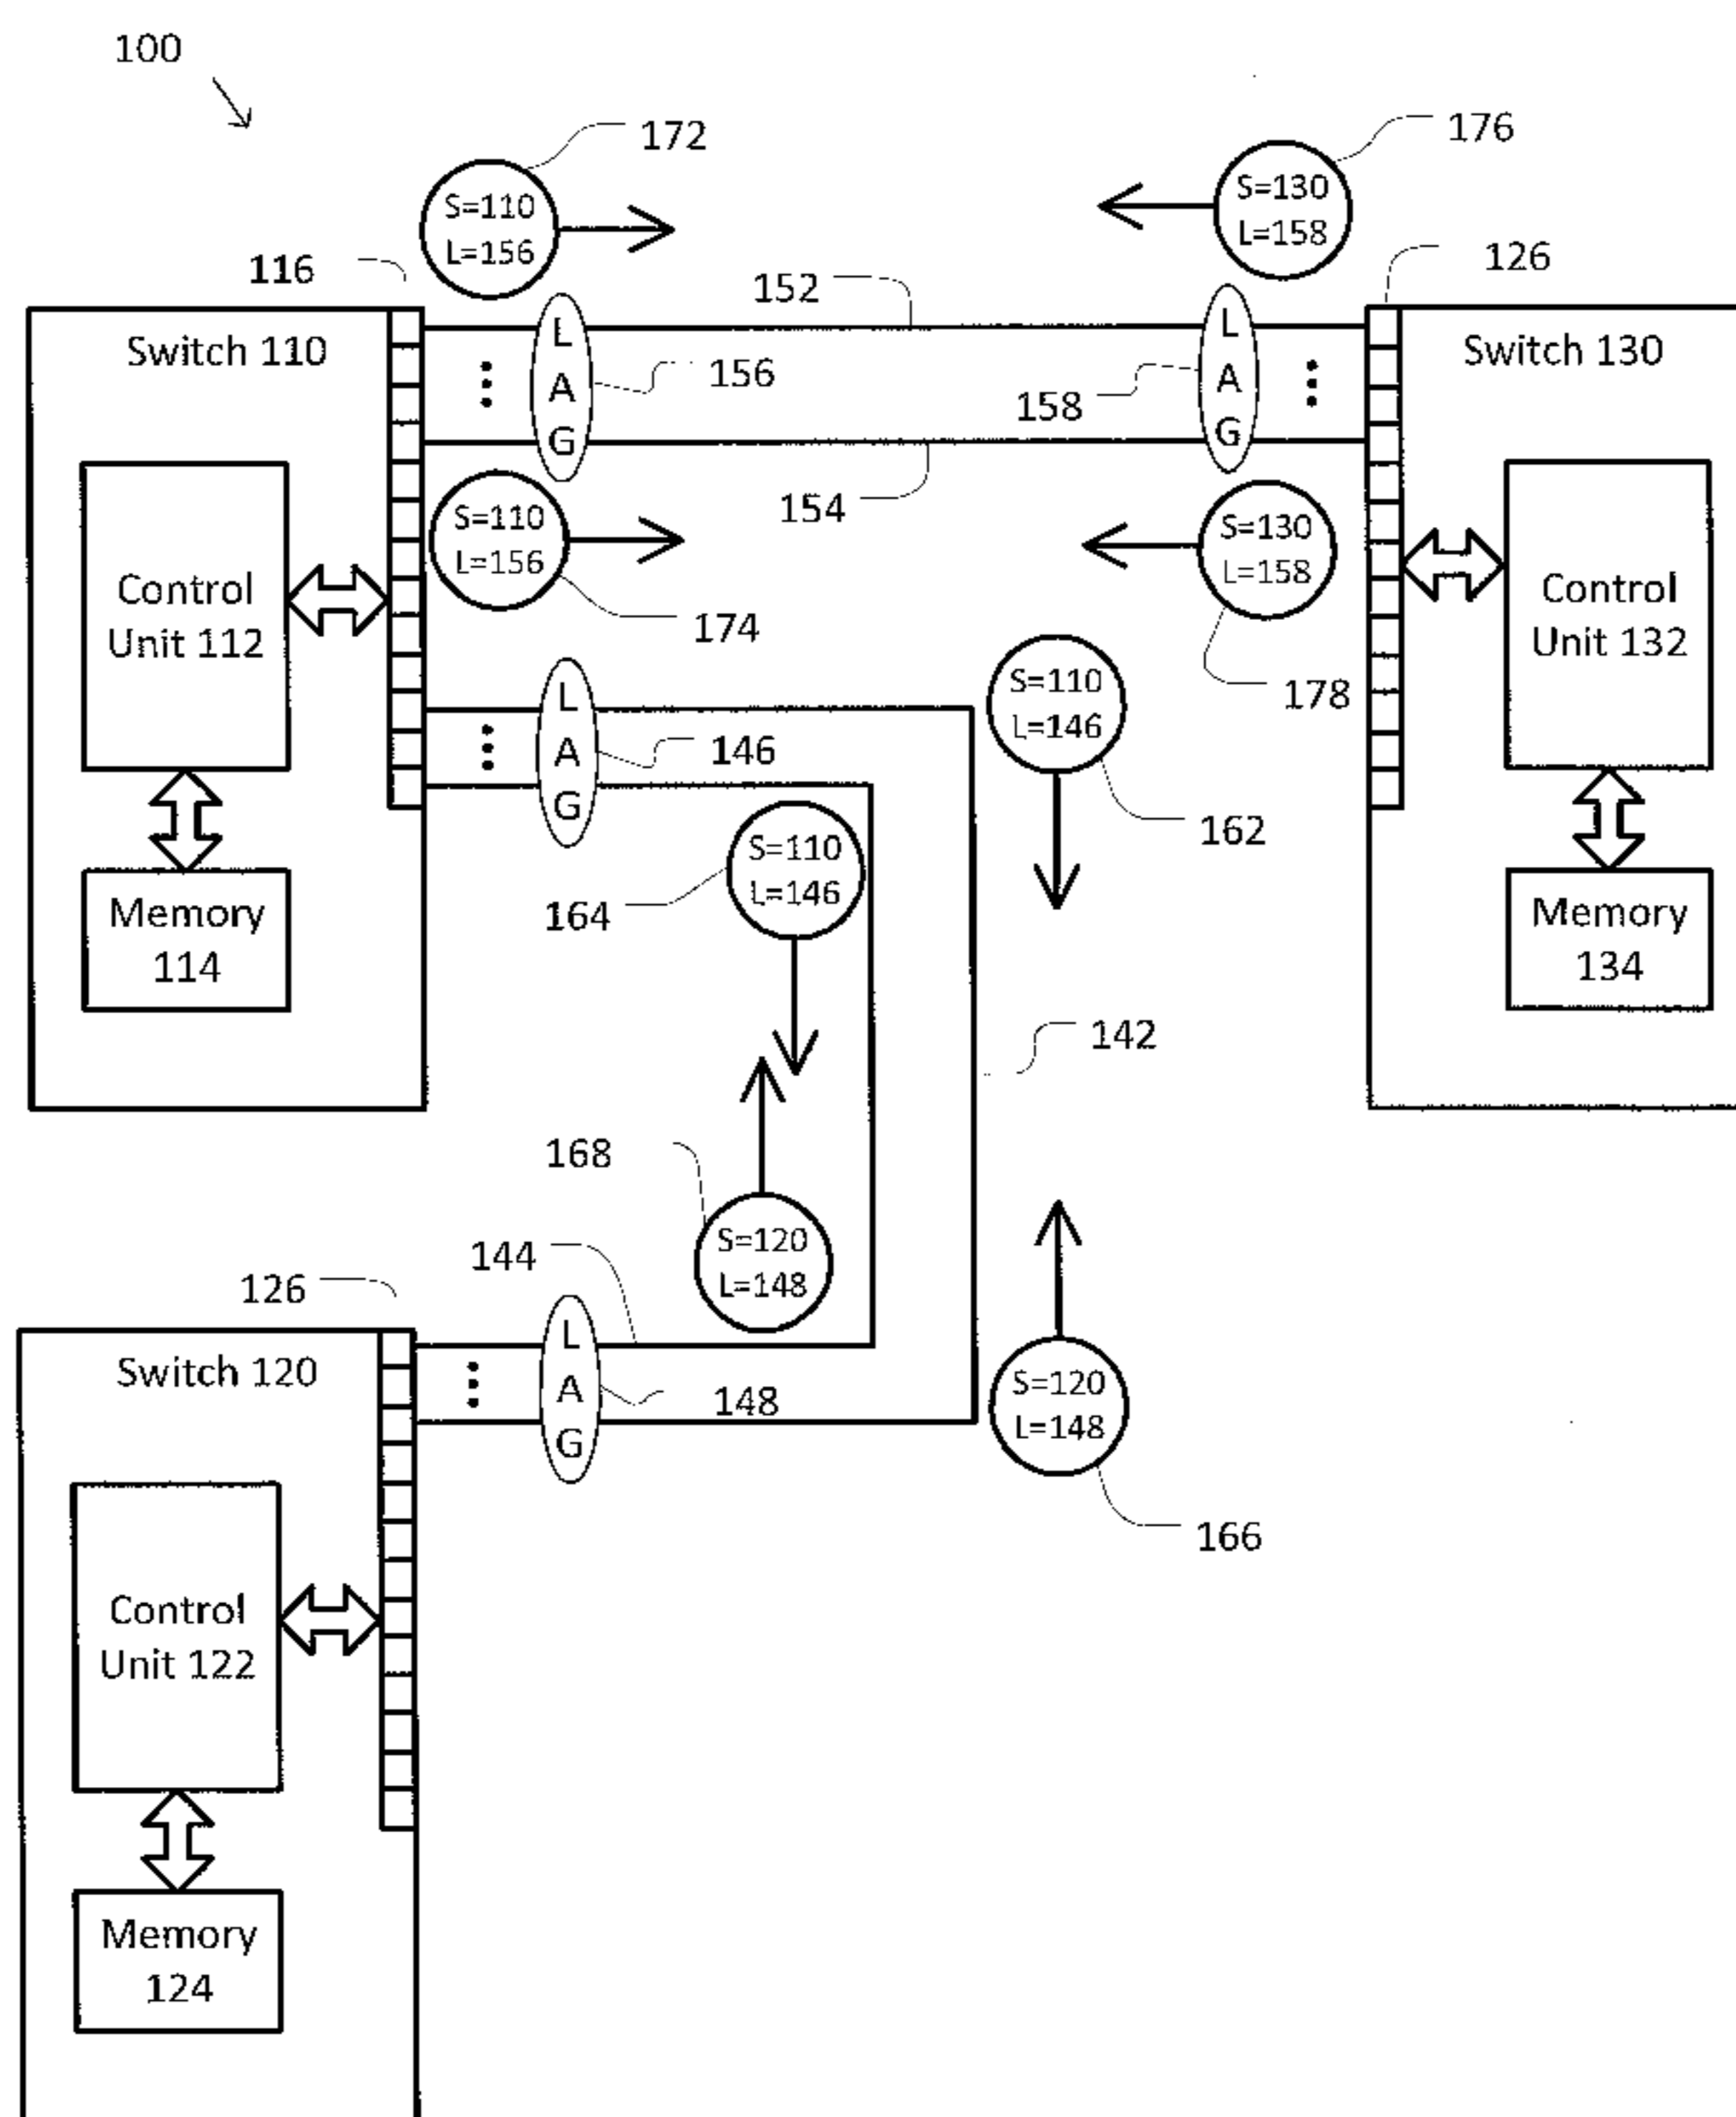 100
172
S=110
L=156
176
S=130
L=158
116
126
152
Switch 110
Switch 130
L
A
G
156
158
L
A
G
154
S=110
L=156
174
S=130
L=158
178
Control
Unit 112
Control
Unit 132
L
A
G
146
S=110
L=146
162
S=110
L=146
164
Memory
114
Memory
134
142
168
S=120
L=148
144
126
Switch 120
L
A
G
148
S=120
L=148
166
Control
Unit 122
Memory
124